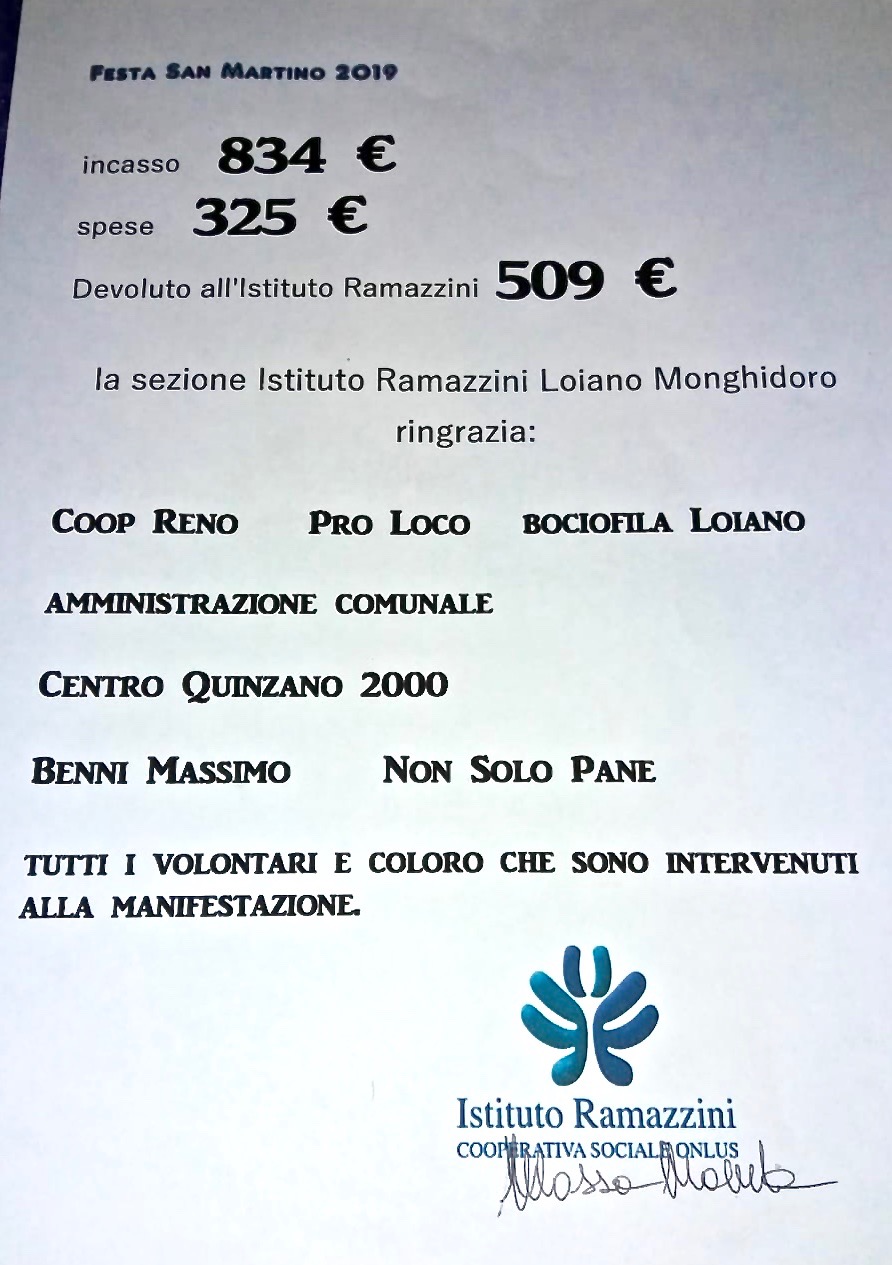 Festa San Martino 2019
incasso 834 €
spese 325 €
Devoluto all'Istituto Ramazzini 509 €
la sezione Istituto Ramazzini Loiano Monghidoro
ringrazia:
Coop Reno Pro Loco bociofila Loiano
AMMINISTRAZIONE COMUNALE
Centro Quinzano 2000
Benni Massimo Non Solo Pane
TUTTI I VOLONTARI E COLORO CHE SONO INTERVENUTI
ALLA MANIFESTAZIONE.
Istituto Ramazzini
COOPERATIVA SOCIALE ONLUS